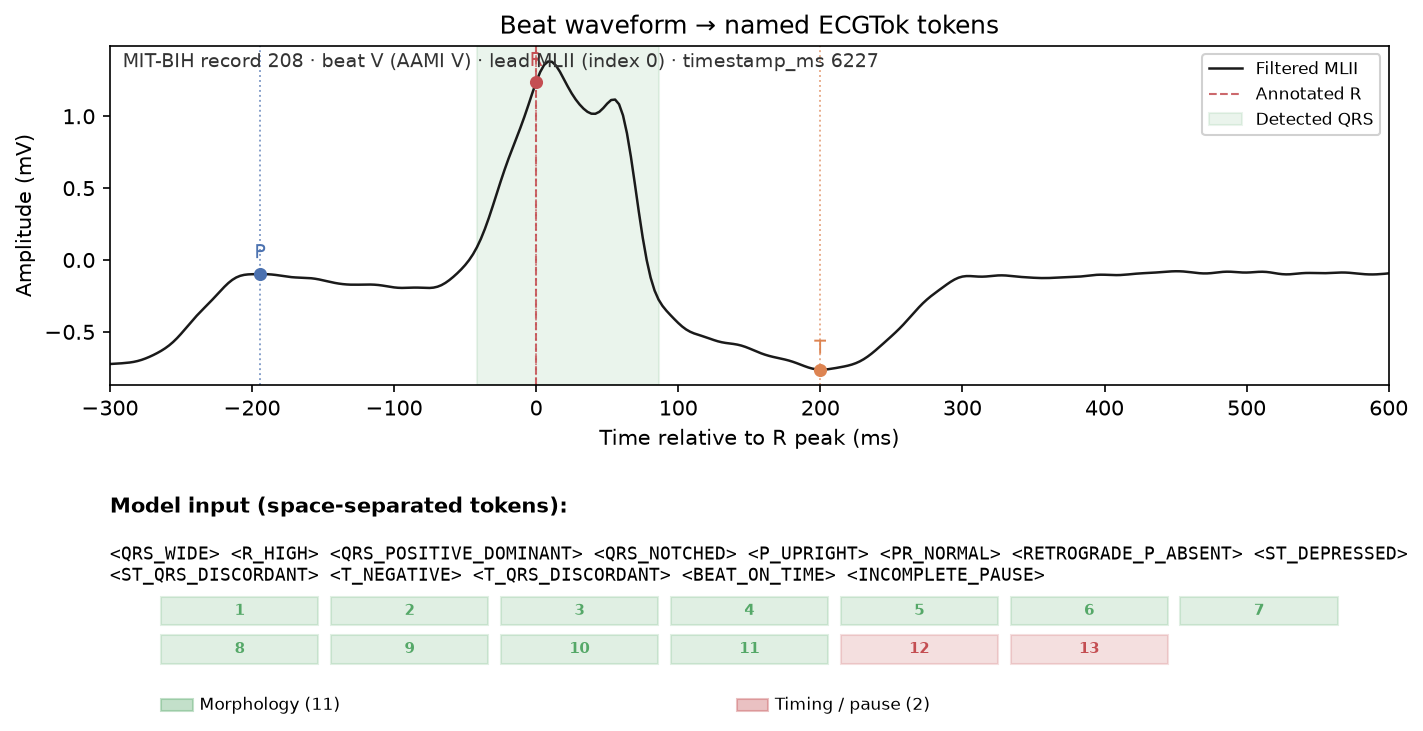 Beat waveform → named ECGTok tokens
MIT-BIH record 208 · beat V (AAMI V) · lead MLII (index 0) · timestamp_ms 6227
R
Filtered MLII
Annotated R
Detected QRS
Amplitude (mV)
1.0
0.5
0.0
−0.5
P
T
−300 −200 −100 0 100 200 300 400 500 600
Time relative to R peak (ms)
Model input (space-separated tokens):
<QRS_WIDE> <R_HIGH> <QRS_POSITIVE_DOMINANT> <QRS_NOTCHED> <P_UPRIGHT> <PR_NORMAL> <RETROGRADE_P_ABSENT> <ST_DEPRESSED>
<ST_QRS_DISCORDANT> <T_NEGATIVE> <T_QRS_DISCORDANT> <BEAT_ON_TIME> <INCOMPLETE_PAUSE>
1 2 3 4 5 6 7
8 9 10 11 12 13
Morphology (11)
Timing / pause (2)